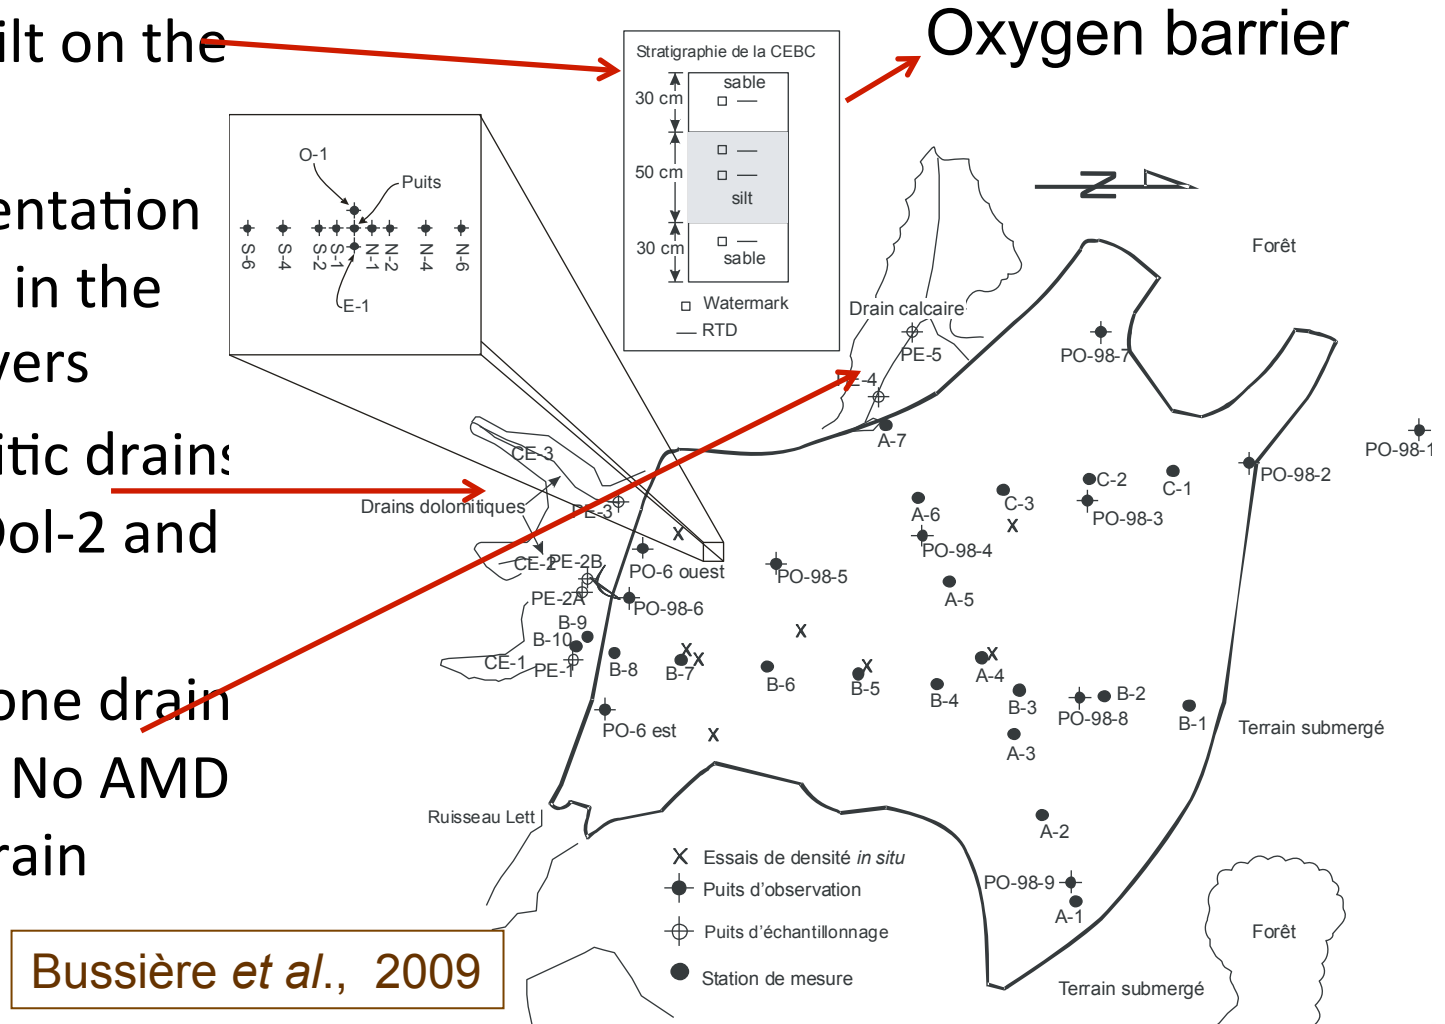 ilt on the
entation
in the
yers
itic drains
Dol-2 and
one drain
No AMD
rain
Bussière et al., 2009
Oxygen barrier
Stratigraphie de la CEBC
sable
30 cm
50 cm
silt
30 cm
sable
Watermark
RTD
O-1
Puits
S-6
S-4
S-2
S-1
N-1
N-2
N-4
N-6
E-1
N
Forêt
Drain calcaire
PE-5
PE-4
A-7
PO-98-7
PO-98-1
PO-98-2
CE-3
Drains dolomitiques
PE-3
C-2
C-1
C-3
PO-98-3
A-6
PO-98-4
CE-2
PE-2B
PO-6 ouest
PO-98-5
A-5
PE-2A
PO-98-6
B-9
B-10
CE-1
PE-1
B-8
B-7
B-6
B-5
B-4
A-4
B-3
B-2
PO-98-8
B-1
PO-6 est
A-3
Terrain submergé
Ruisseau Lett
A-2
PO-98-9
A-1
X Essais de densité in situ
Puits d'observation
Puits d'échantillonnage
Station de mesure
Forêt
Terrain submergé